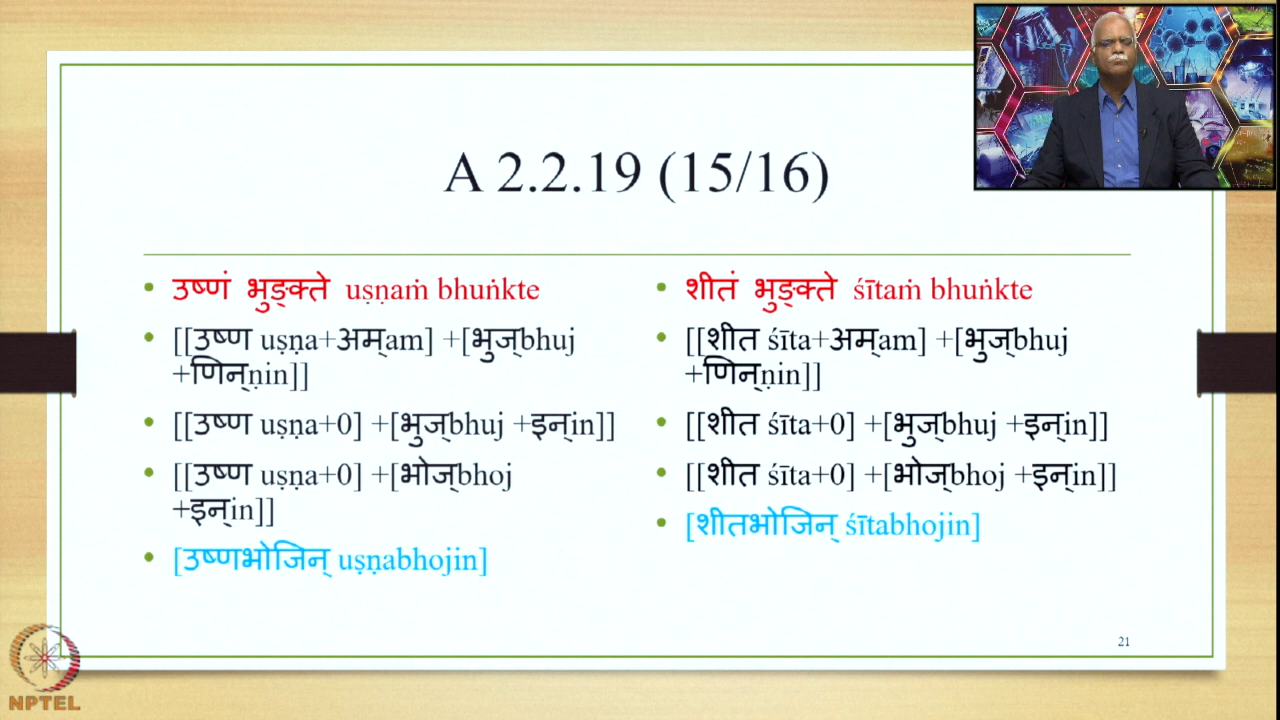 A 2.2.19 (15/16)
उष्णं भुङ्क्ते uṣṇaṁ bhuṅkte
[[उष्ण uṣṇa+अम्am] +[भुज्bhuj
+णिन्ṇin]]
[[उष्ण uṣṇa+0] +[भुज्bhuj +इन्in]]
[[उष्ण uṣṇa+0] +[भोज्bhoj
+इन्in]]
[उष्णभोजिन् uṣṇabhojin]
शीतं भुङ्क्ते śītaṁ bhuṅkte
[[शीत śīta+अम्am] +[भुज्bhuj
+णिन्ṇin]]
[[शीत śīta+0] +[भुज्bhuj +इन्in]]
[[शीत śīta+0] +[भोज्bhoj +इन्in]]
[शीतभोजिन् śītabhojin]
21
NPTEL